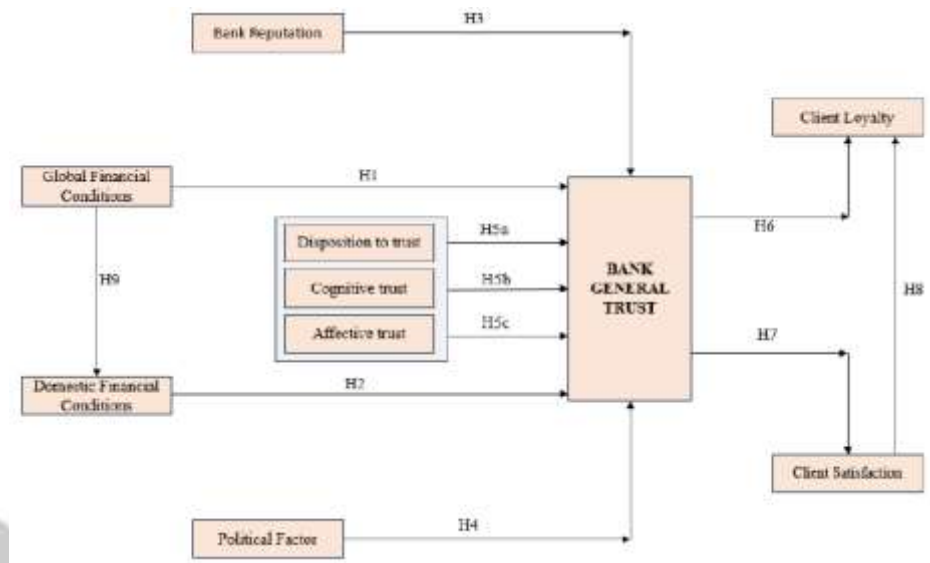 Bank Reputation
H3
Client Loyalty
Global Financial
Conditions
H1
Disposition to trust
H5a
H6
Cognitive trust
H5b
BANK
GENERAL
TRUST
H9
H8
Affective trust
H5c
H7
Domestic Financial
Conditions
H2
Client Satisfaction
Political Factor
H4